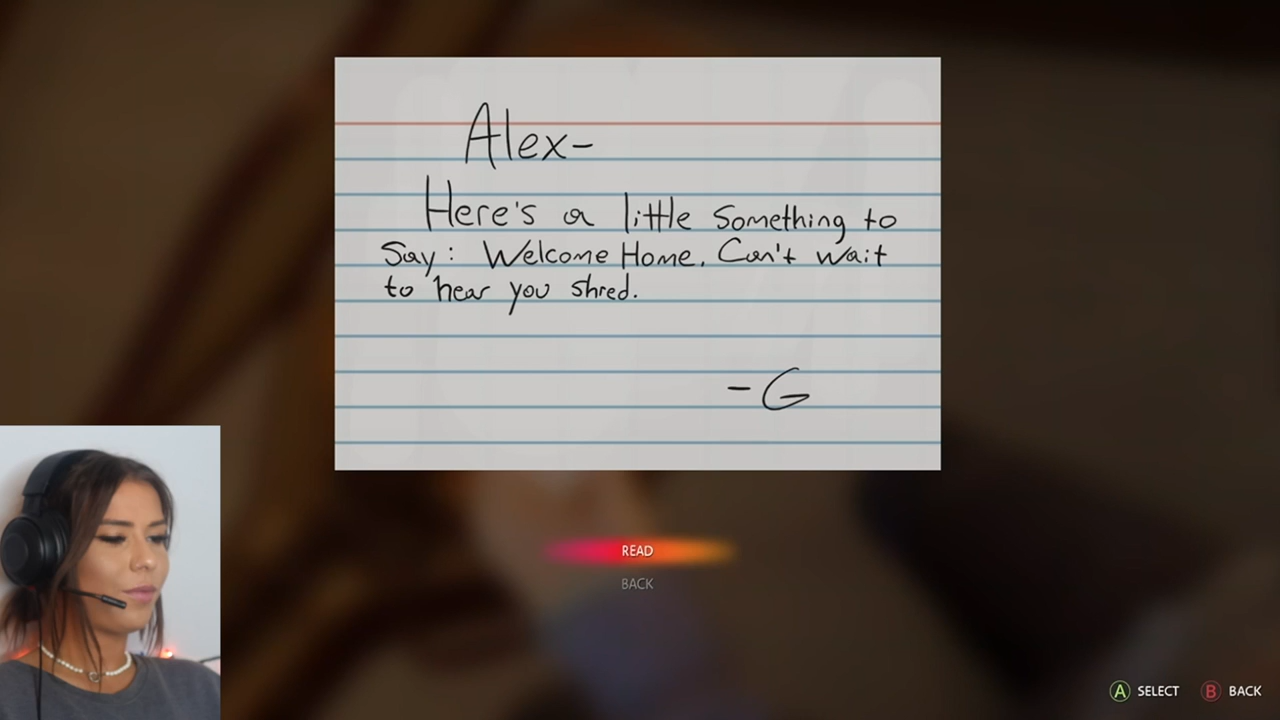 Alex-
Here's a little something to
Say: Welcome Home. Can't wait
to hear you shred.
-G
READ
BACK
A SELECT B BACK